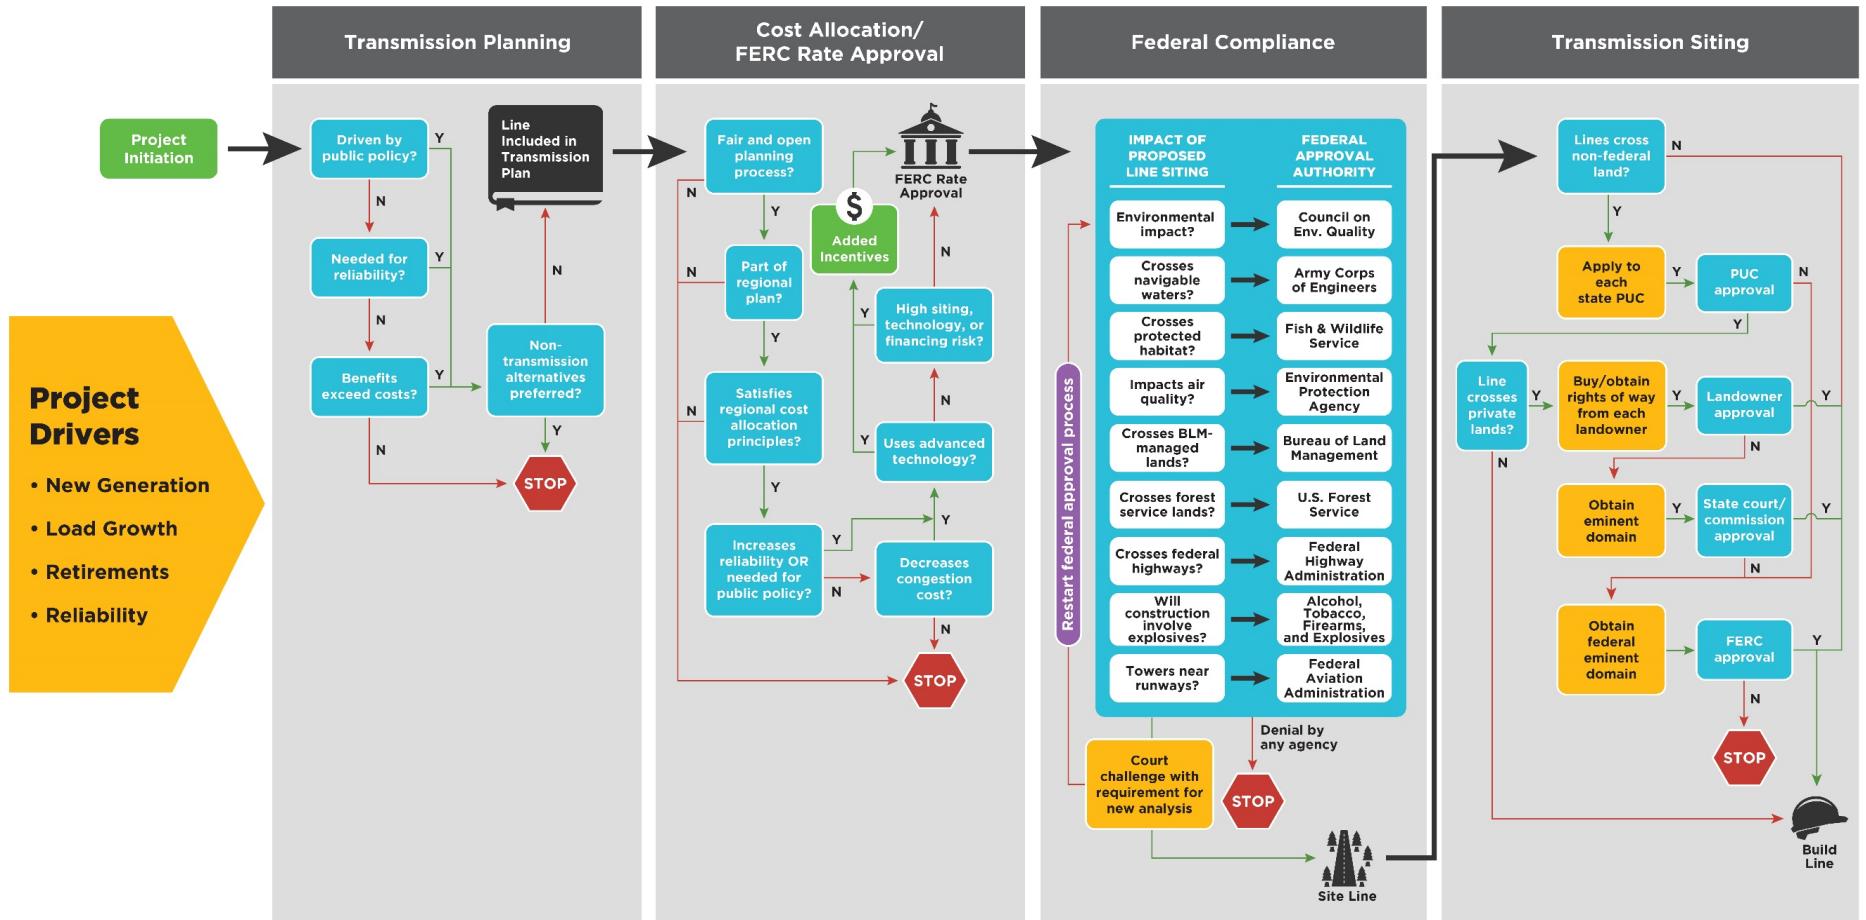 Transmission Planning
Cost Allocation/
FERC Rate Approval
Federal Compliance
Transmission Siting
Project
Initiation
Project
Drivers
• New Generation
• Load Growth
• Retirements
• Reliability
Driven by
public policy?
Y
N
Needed for
reliability?
Y
N
Benefits
exceed costs?
Y
N
Line
Included in
Transmission
Plan
N
Non-
transmission
alternatives
preferred?
Y
STOP
Fair and open
planning
process?
N
Y
Part of
regional
plan?
N
Y
Satisfies
regional cost
allocation
principles?
N
Y
Increases
reliability OR
needed for
public policy?
Y
N
Decreases
congestion
cost?
Y
N
STOP
Uses advanced
technology?
Y
N
High siting,
technology, or
financing risk?
Y
N
$
Added
Incentives
FERC Rate
Approval
Restart federal approval process
IMPACT OF
PROPOSED
LINE SITING
FEDERAL
APPROVAL
AUTHORITY
Environmental
impact?
Council on
Env. Quality
Crosses
navigable
waters?
Army Corps
of Engineers
Crosses
protected
habitat?
Fish & Wildlife
Service
Impacts air
quality?
Environmental
Protection
Agency
Crosses BLM-
managed
lands?
Bureau of Land
Management
Crosses forest
service lands?
U.S. Forest
Service
Crosses federal
highways?
Federal
Highway
Administration
Will
construction
involve
explosives?
Alcohol,
Tobacco,
Firearms,
and Explosives
Towers near
runways?
Federal
Aviation
Administration
Denial by
any agency
STOP
Court
challenge with
requirement for
new analysis
Site Line
Lines cross
non-federal
land?
N
Y
Apply to
each
state PUC
Y
PUC
approval
N
Y
Line
crosses
private
lands?
Y
N
Buy/obtain
rights of way
from each
landowner
Y
Landowner
approval
Y
N
Obtain
eminent
domain
Y
State court/
commission
approval
Y
N
Obtain
federal
eminent
domain
FERC
approval
Y
N
STOP
Build
Line